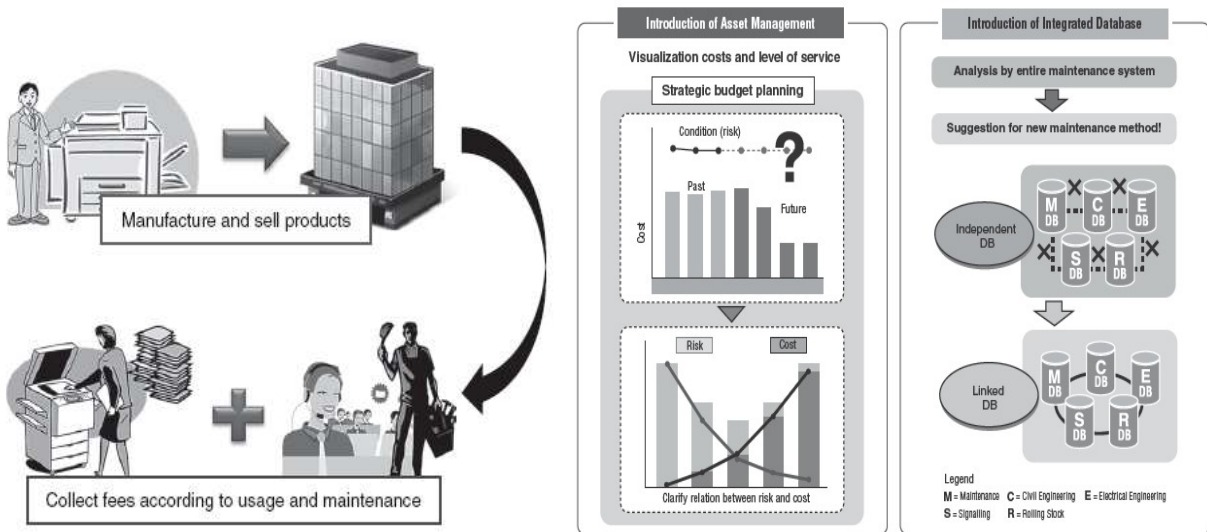 Manufacture and sell products
Collect fees according to usage and maintenance
Introduction of Asset Management
Visualization costs and level of service
Strategic budget planning
Condition (risk)
?
Past
Future
Cost
Risk
Cost
Clarify relation between risk and cost
Introduction of Integrated Database
Analysis by entire maintenance system
Suggestion for new maintenance method!
Independent
DB
M
DB
C
DB
E
DB
S
DB
R
DB
Linked
DB
M
DB
C
DB
E
DB
S
DB
R
DB
Legend
M = Maintenance C = Civil Engineering E = Electrical Engineering
S = Signalling R = Rolling Stock